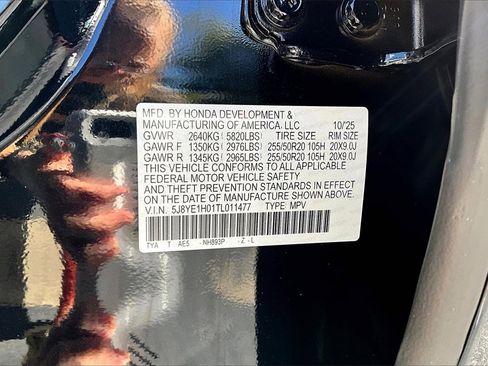 MFD. BY HONDA DEVELOPMENT &
MANUFACTURING OF AMERICA, LLC 10/'25
GVWR 2640KG (5820LBS) TIRE SIZE RIM SIZE
GAWR F 1350KG (2976LBS) 255/50R20 105H 20X9.0J
GAWR R 1345KG (2965LBS) 255/50R20 105H 20X9.0J
THIS VEHICLE CONFORMS TO ALL APPLICABLE
FEDERAL MOTOR VEHICLE SAFETY
AND THEFT PREVENTION STANDARDS IN EFFECT
ON THE DATE OF MANUFACTURE SHOWN ABOVE.
V.I.N. 5J8YE1H01TL011477 TYPE MPV
TYA T AE5 -NH893P -Z -L